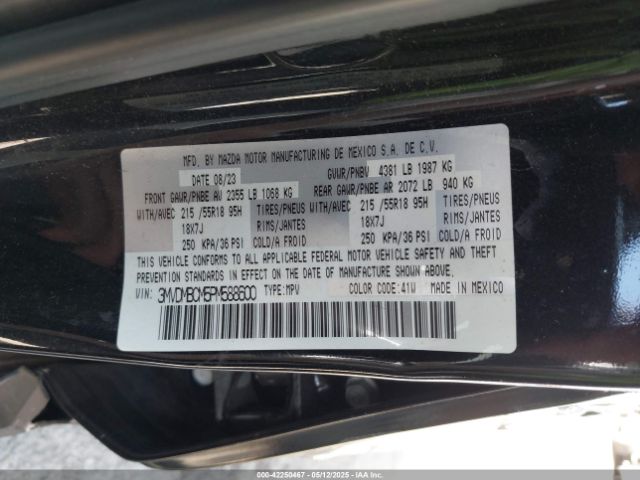 MFD. BY MAZDA MOTOR MANUFACTURING DE MEXICO S.A. DE C.V.
DATE 08/23 GVWR/PNBV 4381 LB 1987 KG
FRONT GAWR/PNBE AV 2355 LB 1068 KG REAR GAWR/PNBE AR 2072 LB 940 KG
WITH/AVEC 215 /55R18 95H TIRES/PNEUS WITH/AVEC 215 /55R18 95H TIRES/PNEUS
18X7J RIMS/JANTES 18X7J RIMS/JANTES
250 KPA/36 PSI COLD/A FROID 250 KPA/36 PSI COLD/A FROID
THIS VEHICLE CONFORMS TO ALL APPLICABLE FEDERAL MOTOR VEHICLE SAFETY AND THEFT
PREVENTION STANDARDS IN EFFECT ON THE DATE OF MANUFACTURE SHOWN ABOVE.
VIN: 3MVDMBCM5PM588600 TYPE: MPV COLOR CODE: 41W MADE IN MEXICO
000-42250467 - 05/12/2025 - IAAI.COM